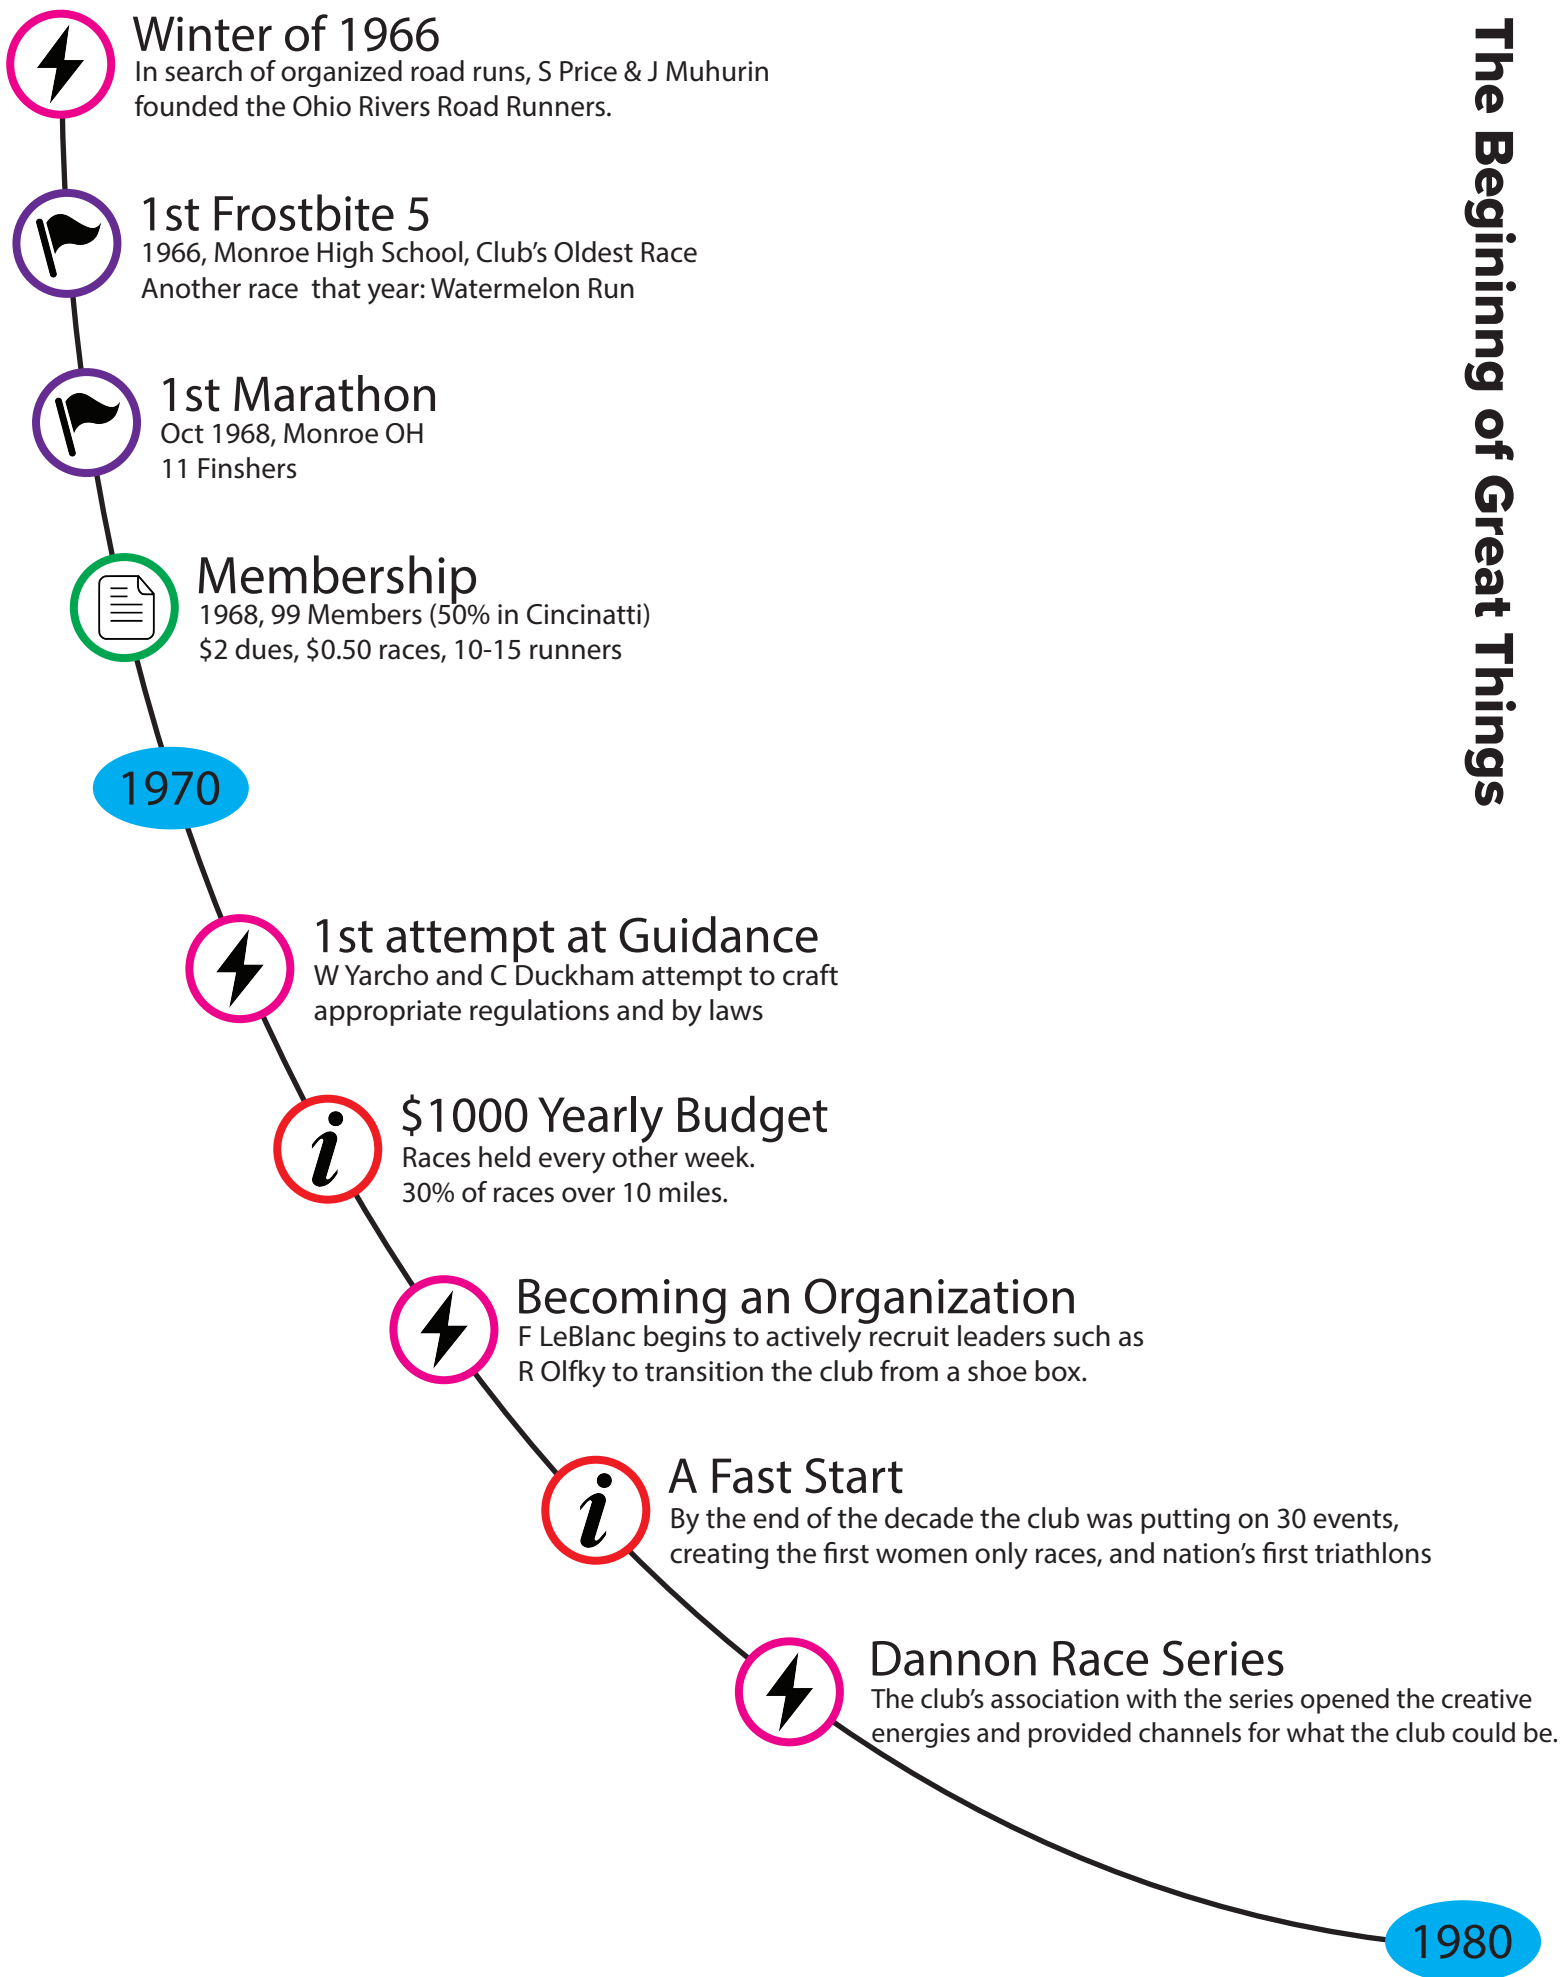 The Begininng of Great Things
Winter of 1966
In search of organized road runs, S Price & J Muhurin
founded the Ohio Rivers Road Runners.
1st Frostbite 5
1966, Monroe High School, Club's Oldest Race
Another race  that year: Watermelon Run
1st Marathon
Oct 1968, Monroe OH
11 Finshers
Membership
1968, 99 Members (50% in Cincinatti)
$2 dues, $0.50 races, 10-15 runners
1970
1st attempt at Guidance
W Yarcho and C Duckham attempt to craft
appropriate regulations and by laws
$1000 Yearly Budget
Races held every other week.
30% of races over 10 miles.
Becoming an Organization
F LeBlanc begins to actively recruit leaders such as
R Olfky to transition the club from a shoe box.
A Fast Start
By the end of the decade the club was putting on 30 events,
creating the first women only races, and nation's first triathlons
Dannon Race Series
The club's association with the series opened the creative
energies and provided channels for what the club could be.
1980